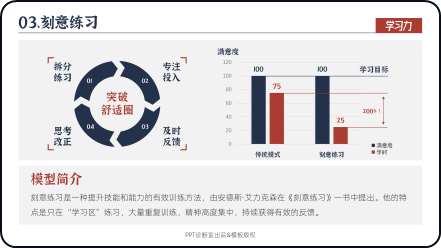 03.刻意练习
学习力
拆分
练习
01
02
专注
投入
突破
舒适圈
思考
改正
04
03
及时
反馈
满意度
120
100
80
60
40
20
0
100
75
100
25
学习目标
传统模式
刻意练习
满意度
学时
模型简介
刻意练习是一种提升技能和能力的有效训练方法，由安德斯·艾力克森在《刻意练习》一书中提出。他的特
点是只在“学习区”练习，大量重复训练，精神高度集中，持续获得有效的反馈。
PPT诊断室出品&模板版权